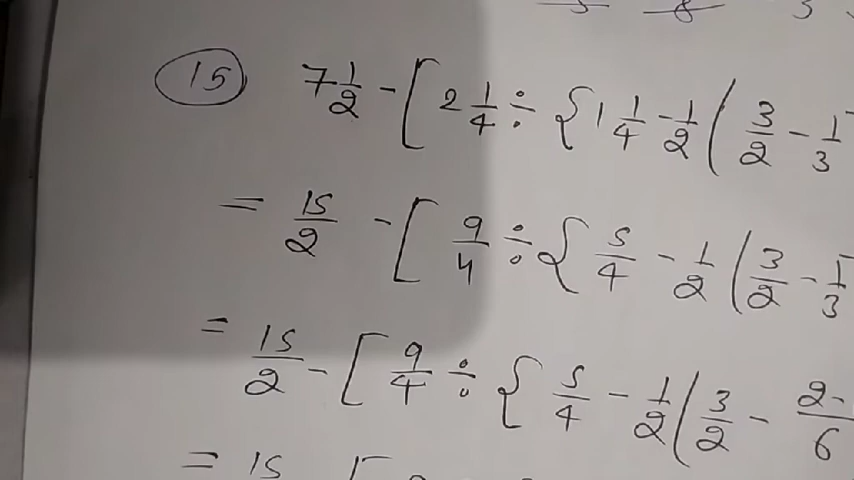 (15) 7 1/2 - [ 2 1/4 ÷ { 1 1/4 - 1/2 ( 3/2 - 1/3
= 15/2 - [ 9/4 ÷ { 5/4 - 1/2 ( 3/2 - 1/3
= 15/2 - [ 9/4 ÷ { 5/4 - 1/2 ( 3/2 - 2-/6
= 15 [